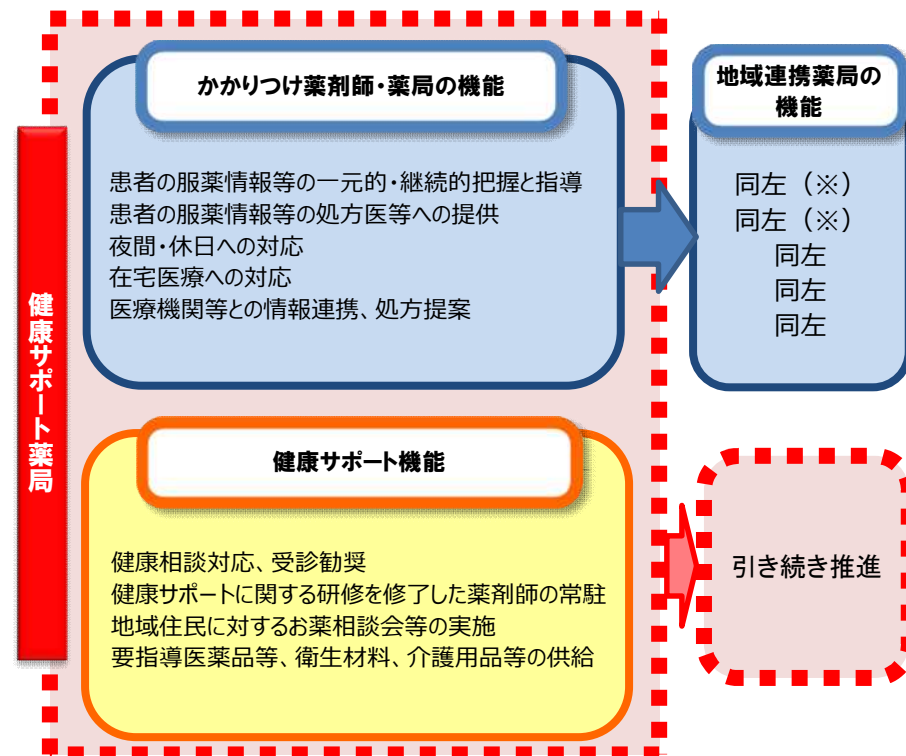 健康サポート薬局
かかりつけ薬剤師・薬局の機能
患者の服薬情報等の一元的・継続的把握と指導
患者の服薬情報等の処方医等への提供
夜間・休日への対応
在宅医療への対応
医療機関等との情報連携、処方提案
地域連携薬局の
機能
同左（※）
同左（※）
同左
同左
同左
健康サポート機能
健康相談対応、受診勧奨
健康サポートに関する研修を修了した薬剤師の常駐
地域住民に対するお薬相談会等の実施
要指導医薬品等、衛生材料、介護用品等の供給
引き続き推進